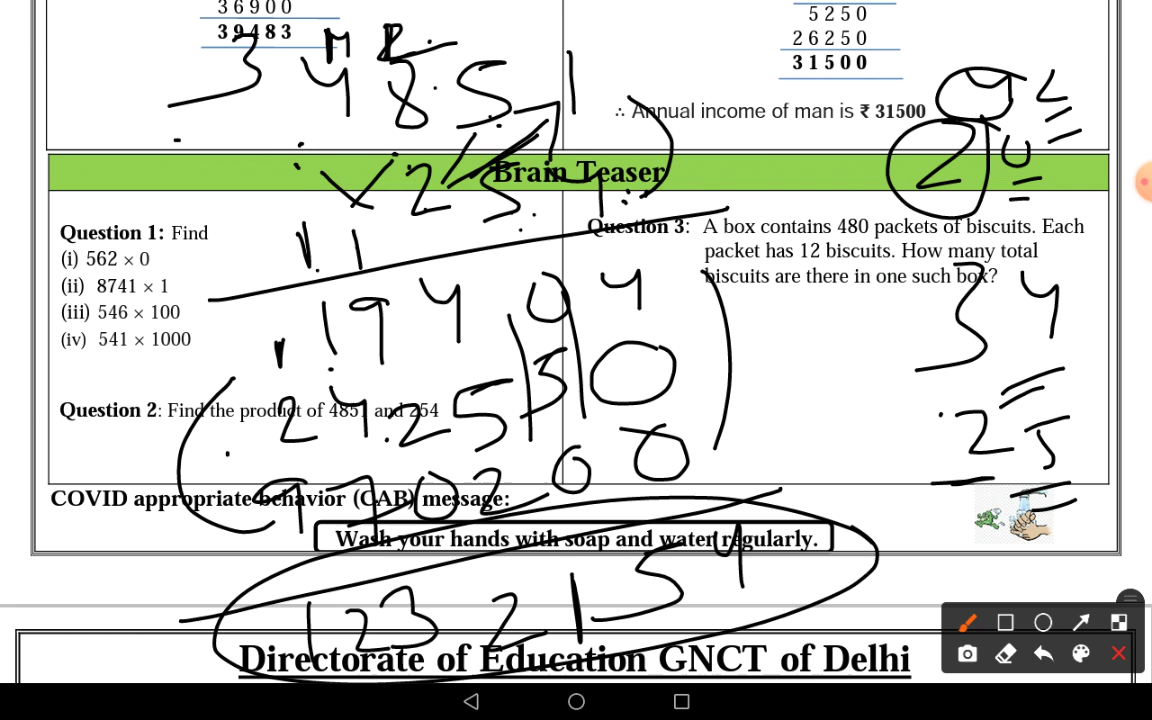 36900
39483
5250
26250
31500
∴ Annual income of man is ₹ 31500
4851
× 254
Brain Teaser
Question 1: Find
(i) 562 × 0
(ii) 8741 × 1
(iii) 546 × 100
(iv) 541 × 1000
Question 2: Find the product of 4851 and 254
Question 3: A box contains 480 packets of biscuits. Each
packet has 12 biscuits. How many total
biscuits are there in one such box?
19404
242550
970200
1232154
COVID appropriate behavior (CAB) message:
Wash your hands with soap and water regularly.
Directorate of Education GNCT of Delhi